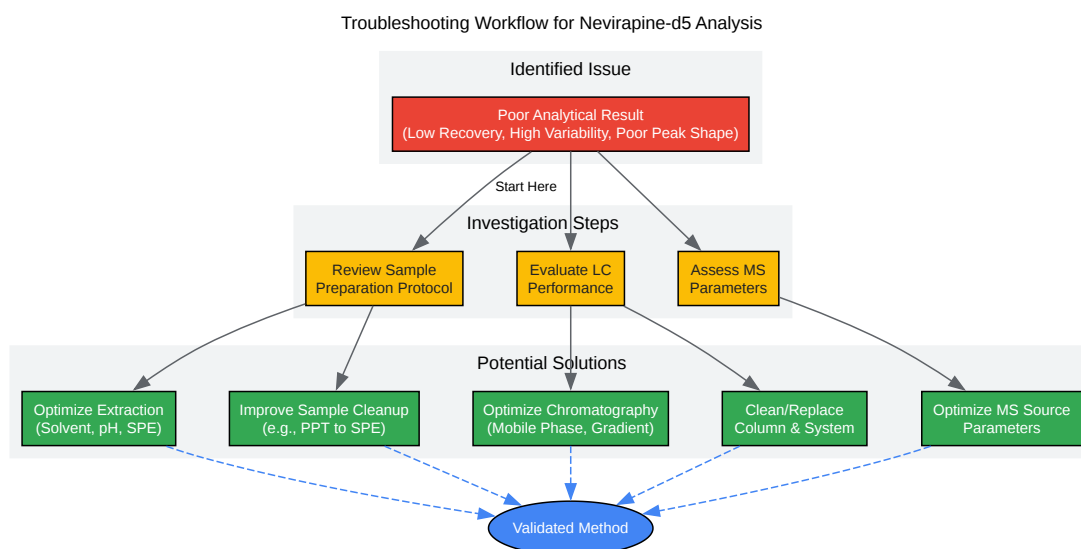 Troubleshooting Workflow for Nevirapine-d5 Analysis
Identified Issue
Poor Analytical Result
(Low Recovery, High Variability, Poor Peak Shape)
Start Here
Investigation Steps
Review Sample
Preparation Protocol
Evaluate LC
Performance
Assess MS
Parameters
Potential Solutions
Optimize Extraction
(Solvent, pH, SPE)
Improve Sample Cleanup
(e.g., PPT to SPE)
Optimize Chromatography
(Mobile Phase, Gradient)
Clean/Replace
Column & System
Optimize MS Source
Parameters
Validated Method